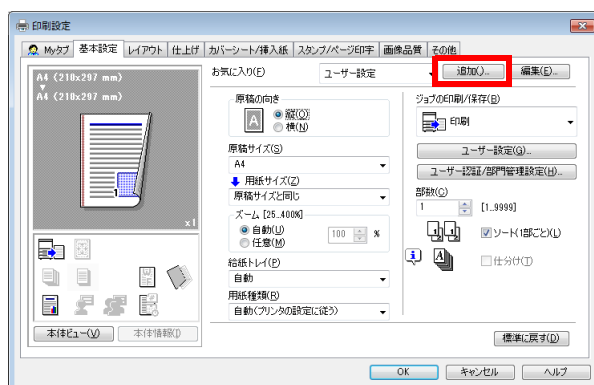 印刷設定
Myタブ 基本設定 レイアウト 仕上げ カバーシート/挿入紙 スタンプ/ページ印字 画像品質 その他
A4 (210x297 mm)
A4 (210x297 mm)
1
x1
本体ビュー(V) 本体情報(I)
お気に入り(F) ユーザー設定 追加()... 編集(E)...
原稿の向き
A
縦(O)
横(N)
原稿サイズ(S)
A4
用紙サイズ(Z)
原稿サイズと同じ
ズーム [25..400%]
自動(U)
任意(M)
100 %
給紙トレイ(P)
自動
用紙種類(R)
自動(プリンタの設定に従う)
ジョブの印刷/保存(B)
印刷
ユーザー設定(G)...
ユーザー認証/部門管理設定(H)...
部数(C)
1 [1..9999]
1 2 1 2 ソート(1部ごと)(L)
A 仕分け(T)
標準に戻す(D)
OK キャンセル ヘルプ